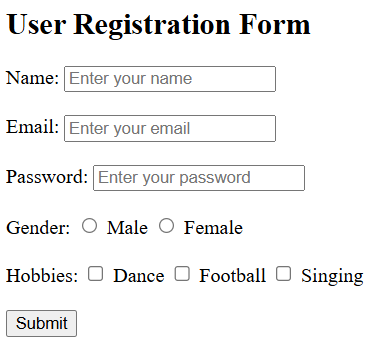 User Registration Form
Name: Enter your name
Email: Enter your email
Password: Enter your password
Gender: Male Female
Hobbies: Dance Football Singing
Submit